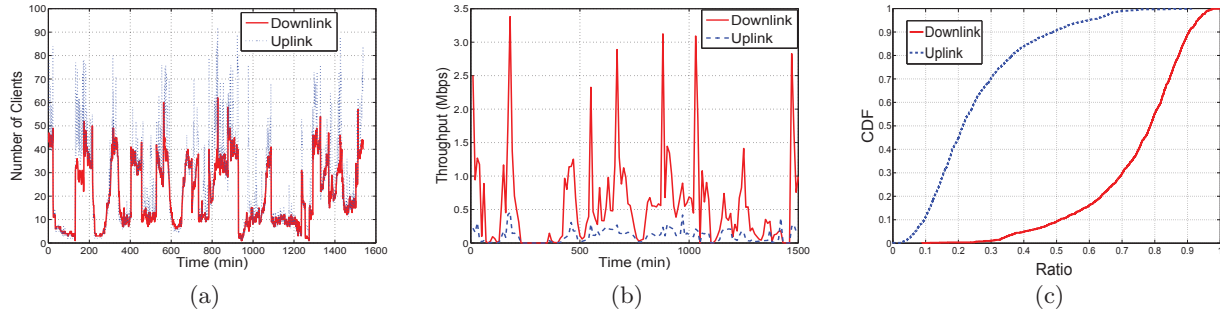 Number of Clients
100
90
80
70
60
50
40
30
20
10
0
Downlink
Uplink
0 200 400 600 800 1000 1200 1400 1600
Time (min)
(a)
Throughput (Mbps)
3.5
3.0
2.5
2.0
1.5
1.0
0.5
0
Downlink
Uplink
500 1000 1500
Time (min)
(b)
CDF
1
0.9
0.8
0.7
0.6
0.5
0.4
0.3
0.2
0.1
0
Downlink
Uplink
0 0.1 0.2 0.3 0.4 0.5 0.6 0.7 0.8 0.9 1
Ratio
(c)